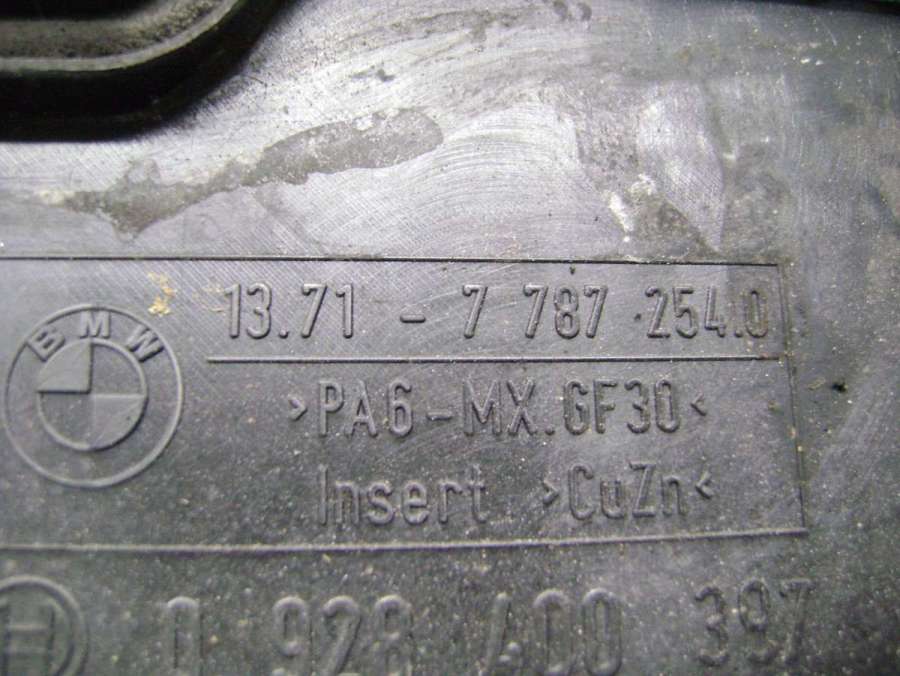 BMW
13.71 - 7 787 254.0
>PA6-MX.GF30<
Insert >CuZn<
0 928 400 397